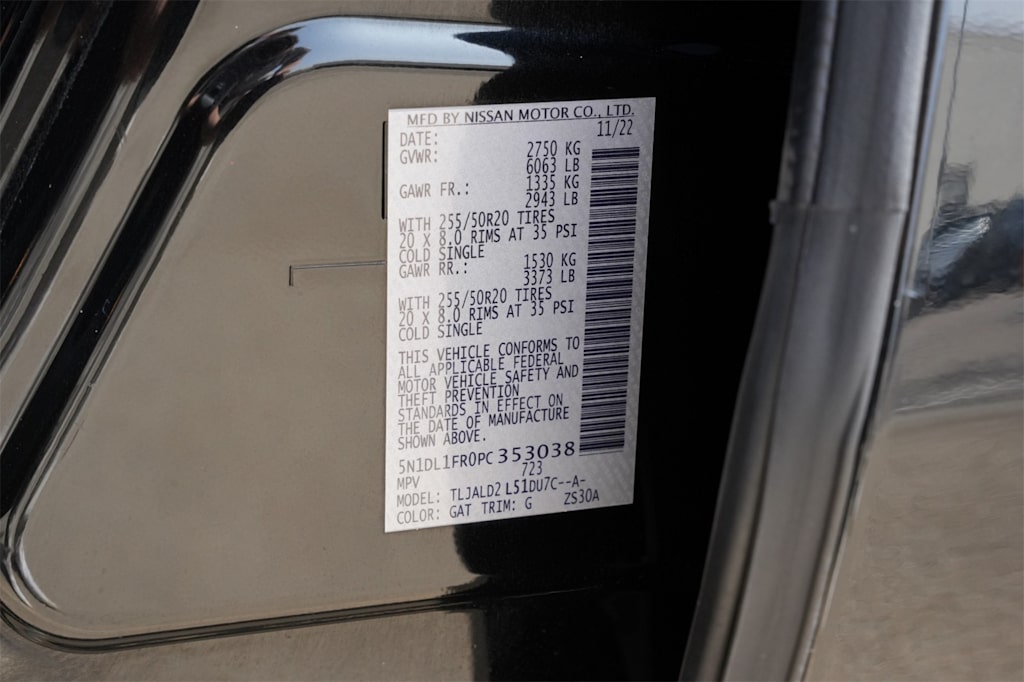 MFD BY NISSAN MOTOR CO., LTD.
DATE: 11/22
GVWR: 2750 KG
6063 LB
GAWR FR.: 1335 KG
2943 LB
WITH 255/50R20 TIRES
20 X 8.0 RIMS AT 35 PSI
COLD SINGLE
GAWR RR.: 1530 KG
3373 LB
WITH 255/50R20 TIRES
20 X 8.0 RIMS AT 35 PSI
COLD SINGLE
THIS VEHICLE CONFORMS TO
ALL APPLICABLE FEDERAL
MOTOR VEHICLE SAFETY AND
THEFT PREVENTION
STANDARDS IN EFFECT ON
THE DATE OF MANUFACTURE
SHOWN ABOVE.
5N1DL1FR0PC 353038
MPV 723
MODEL: TLJALD2 L51DU7C--A-
COLOR: GAT TRIM: G ZS30A